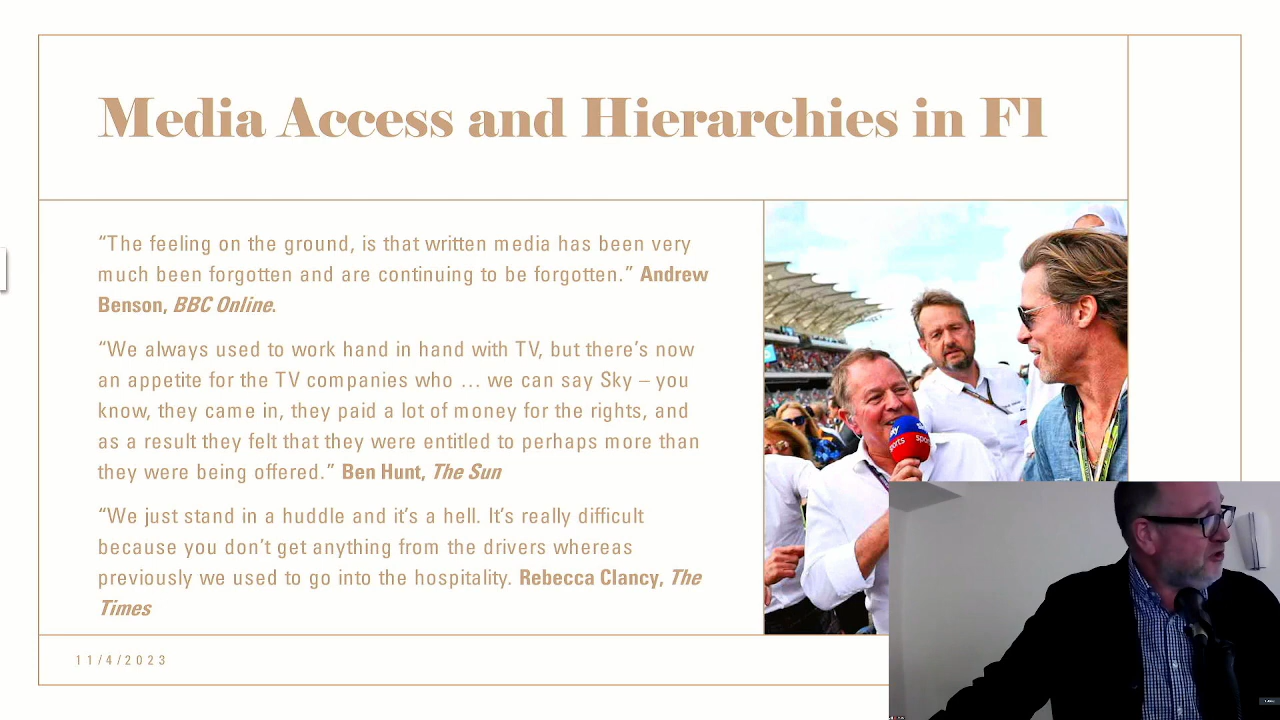 Media Access and Hierarchies in F1
“The feeling on the ground, is that written media has been very
much been forgotten and are continuing to be forgotten.” Andrew
Benson, BBC Online.
“We always used to work hand in hand with TV, but there’s now
an appetite for the TV companies who … we can say Sky – you
know, they came in, they paid a lot of money for the rights, and
as a result they felt that they were entitled to perhaps more than
they were being offered.” Ben Hunt, The Sun
“We just stand in a huddle and it’s a hell. It’s really difficult
because you don’t get anything from the drivers whereas
previously we used to go into the hospitality. Rebecca Clancy, The
Times
sky
sports
11/4/2023